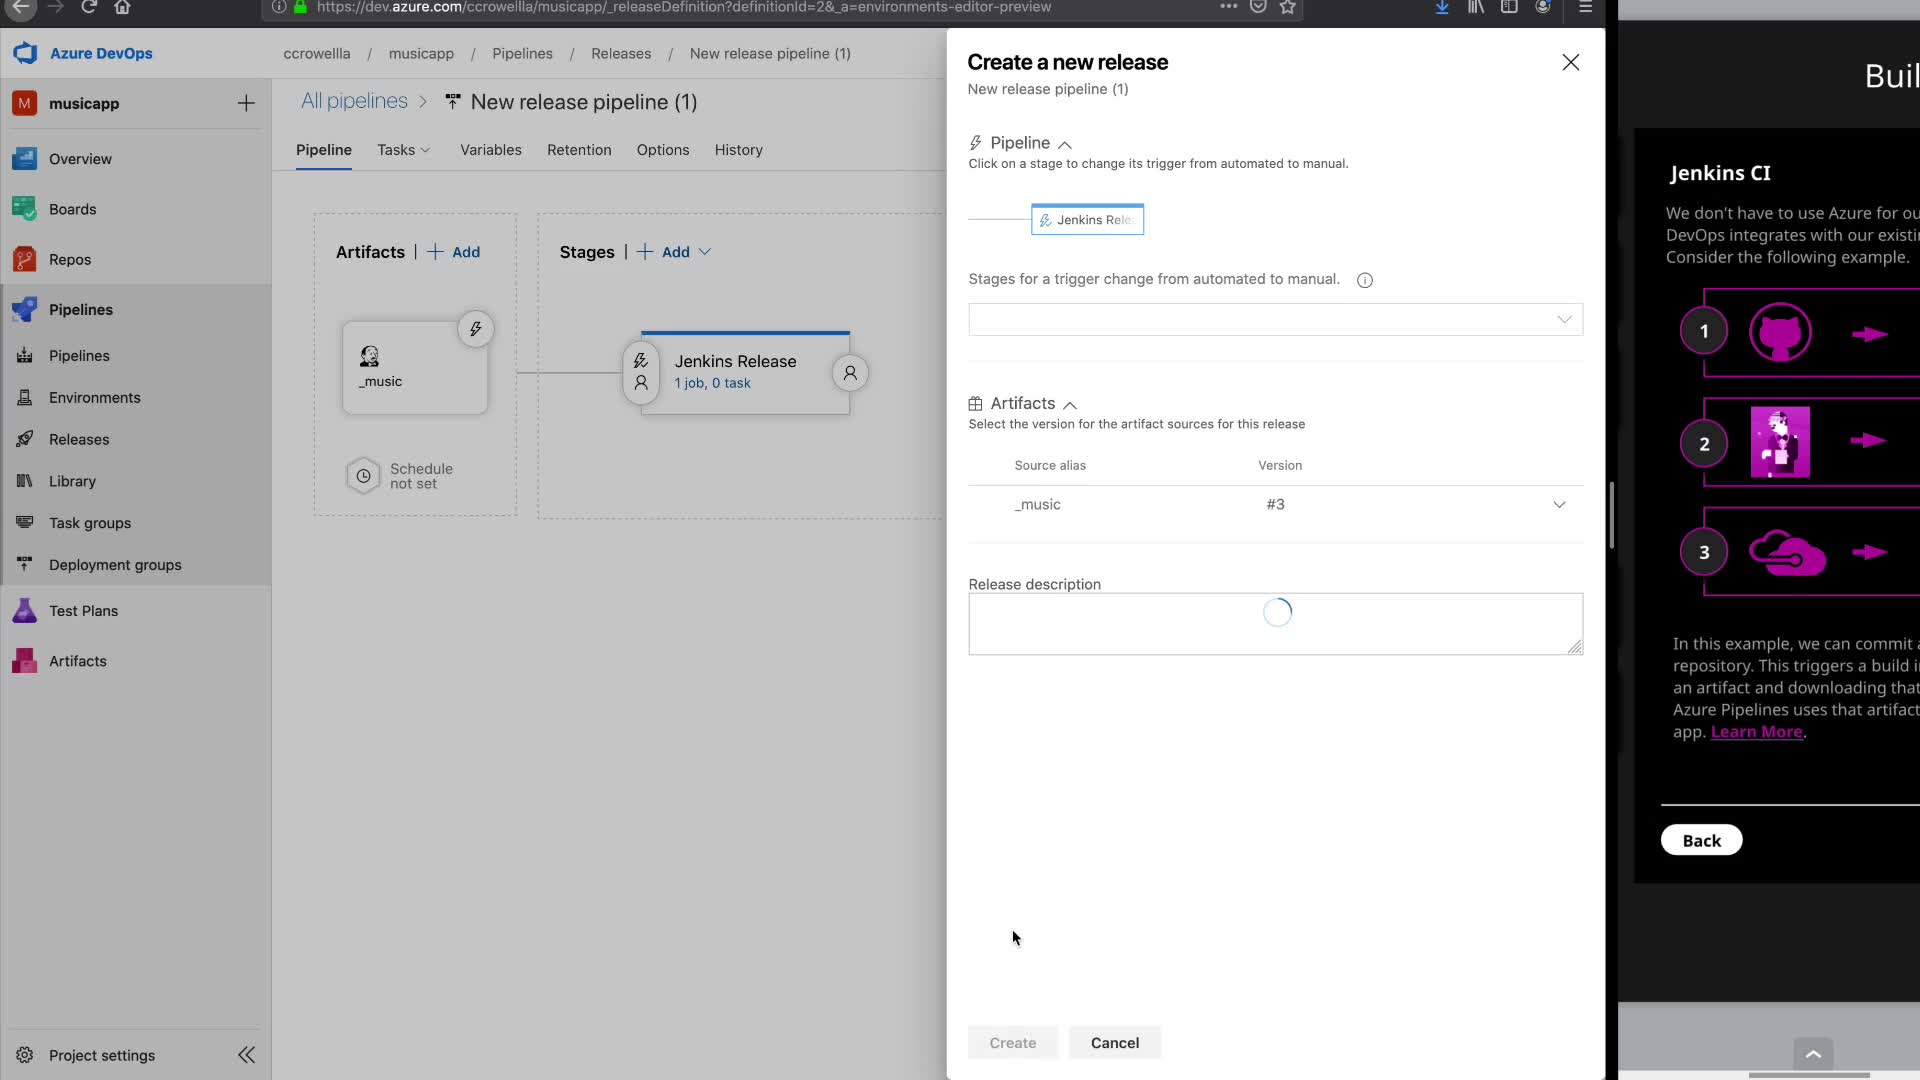 https://dev.azure.com/ccrowellla/musicapp/_releaseDefinition?definitionId=2&_a=environments-editor-preview
Azure DevOps
ccrowellla / musicapp / Pipelines / Releases / New release pipeline (1)
M musicapp
Overview
Boards
Repos
Pipelines
Pipelines
Environments
Releases
Library
Task groups
Deployment groups
Test Plans
Artifacts
Project settings
All pipelines > New release pipeline (1)
Pipeline Tasks Variables Retention Options History
Artifacts | + Add
Stages | + Add
_music
Schedule
not set
Jenkins Release
1 job, 0 task
Create a new release
New release pipeline (1)
Pipeline
Click on a stage to change its trigger from automated to manual.
Jenkins Rele
Stages for a trigger change from automated to manual.
Artifacts
Select the version for the artifact sources for this release
Source alias Version
_music #3
Release description
Create Cancel
Buil
Jenkins CI
We don't have to use Azure for ou
DevOps integrates with our existi
Consider the following example.
1
2
3
In this example, we can commit a
repository. This triggers a build i
an artifact and downloading that
Azure Pipelines uses that artifact
app. Learn More.
Back